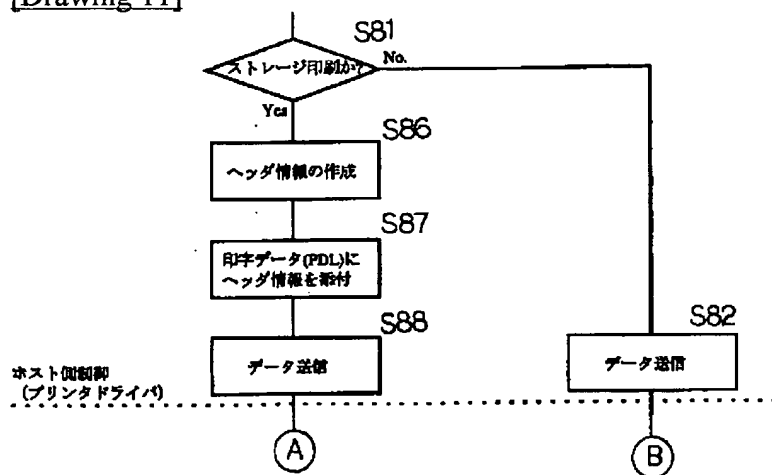 [Drawing 11]
S81
ストレージ印刷か?
No.
Yes
S86
ヘッダ情報の作成
S87
印字データ(PDL)に
ヘッダ情報を添付
S88
データ送信
S82
データ送信
ホスト側制御
(プリンタドライバ)
A
B